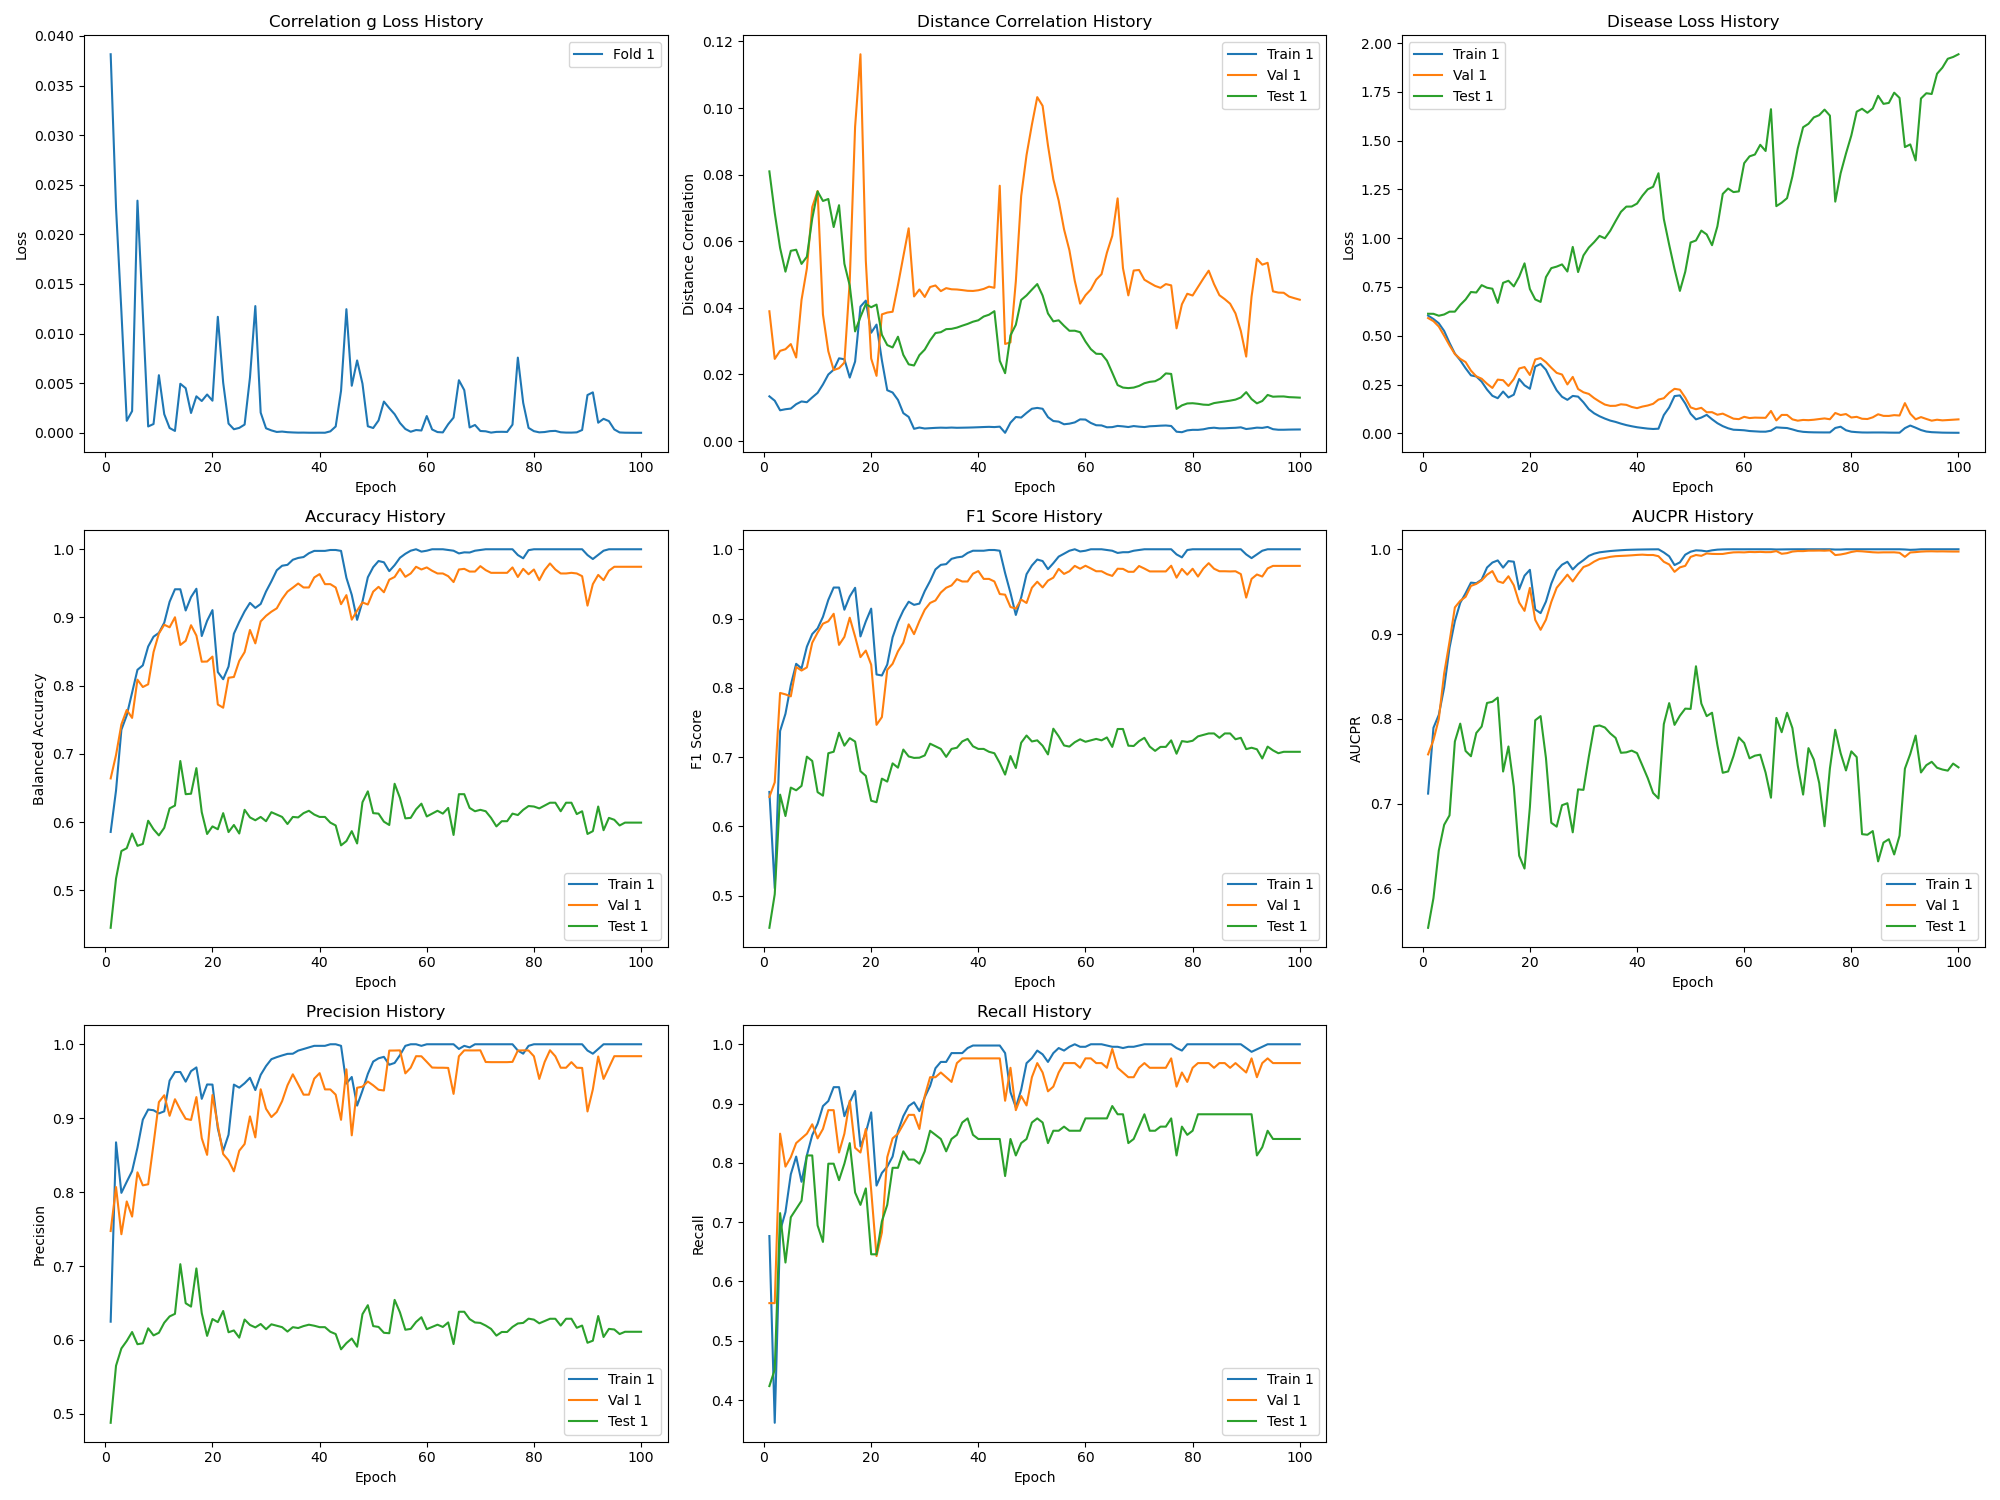 Correlation g Loss History
Loss
0.040
0.035
0.030
0.025
0.020
0.015
0.010
0.005
0.000
0 20 40 60 80 100
Epoch
Fold 1
Distance Correlation History
Distance Correlation
0.12
0.10
0.08
0.06
0.04
0.02
0.00
0 20 40 60 80 100
Epoch
Train 1
Val 1
Test 1
Disease Loss History
Loss
2.00
1.75
1.50
1.25
1.00
0.75
0.50
0.25
0.00
0 20 40 60 80 100
Epoch
Train 1
Val 1
Test 1
Accuracy History
Balanced Accuracy
1.0
0.9
0.8
0.7
0.6
0.5
0 20 40 60 80 100
Epoch
Train 1
Val 1
Test 1
F1 Score History
F1 Score
1.0
0.9
0.8
0.7
0.6
0.5
0 20 40 60 80 100
Epoch
Train 1
Val 1
Test 1
AUCPR History
AUCPR
1.0
0.9
0.8
0.7
0.6
0 20 40 60 80 100
Epoch
Train 1
Val 1
Test 1
Precision History
Precision
1.0
0.9
0.8
0.7
0.6
0.5
0 20 40 60 80 100
Epoch
Train 1
Val 1
Test 1
Recall History
Recall
1.0
0.9
0.8
0.7
0.6
0.5
0.4
0 20 40 60 80 100
Epoch
Train 1
Val 1
Test 1